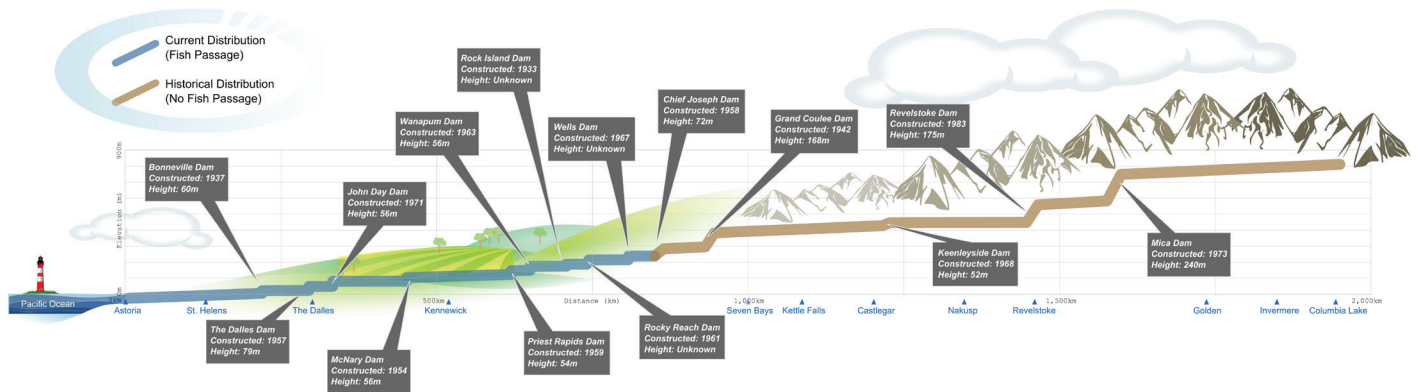 Current Distribution
(Fish Passage)
Historical Distribution
(No Fish Passage)
Rock Island Dam
Constructed: 1933
Height: Unknown
Wanapum Dam
Constructed: 1963
Height: 56m
Wells Dam
Constructed: 1967
Height: Unknown
Chief Joseph Dam
Constructed: 1958
Height: 72m
Grand Coulee Dam
Constructed: 1942
Height: 168m
Revelstoke Dam
Constructed: 1983
Height: 175m
Bonneville Dam
Constructed: 1937
Height: 60m
John Day Dam
Constructed: 1971
Height: 56m
900m
Elevation (m)
0m
Pacific Ocean
Keenleyside Dam
Constructed: 1968
Height: 52m
Mica Dam
Constructed: 1973
Height: 240m
500km
Distance (km)
1,000km
1,500km
2,000km
Astoria
St. Helens
The Dalles
Kennewick
Seven Bays
Kettle Falls
Castlegar
Nakusp
Revelstoke
Golden
Invermere
Columbia Lake
The Dalles Dam
Constructed: 1957
Height: 79m
McNary Dam
Constructed: 1954
Height: 56m
Priest Rapids Dam
Constructed: 1959
Height: 54m
Rocky Reach Dam
Constructed: 1961
Height: Unknown